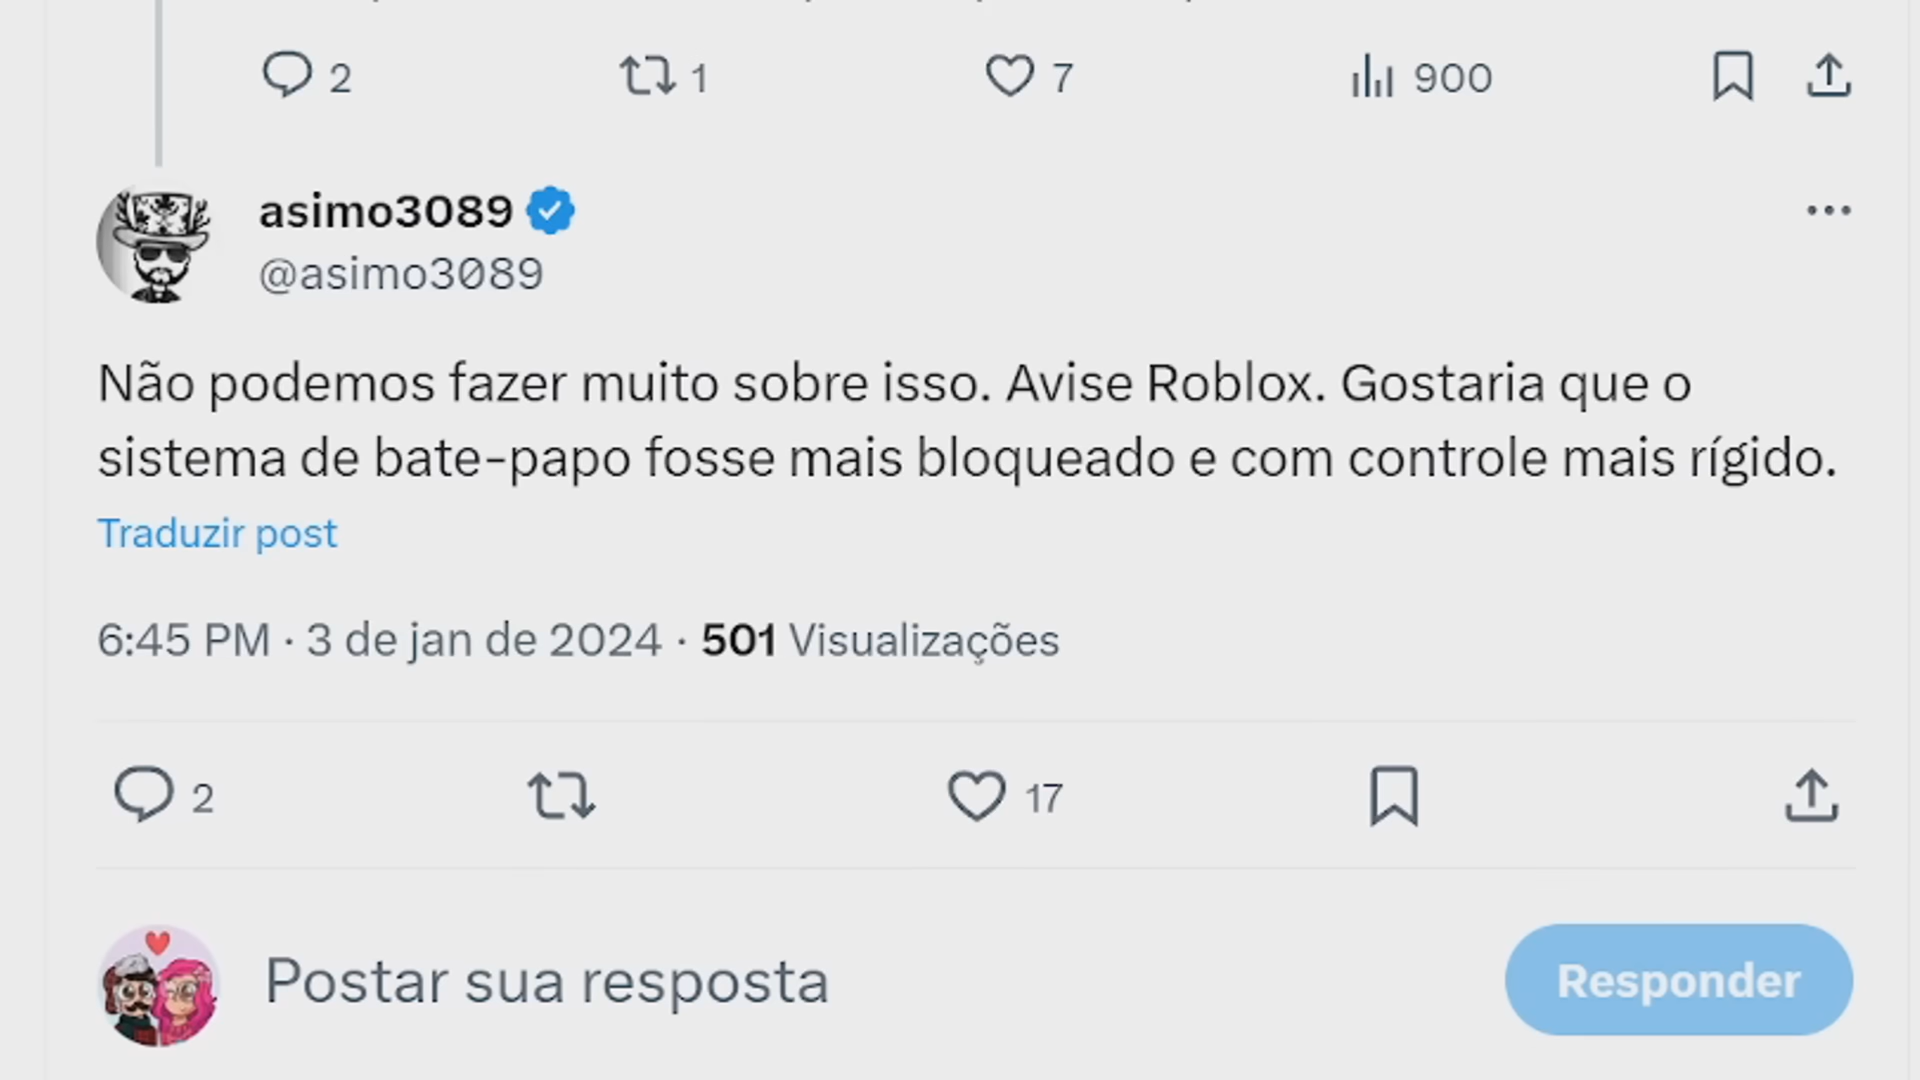 2 1 7 900
asimo3089
@asimo3089
Não podemos fazer muito sobre isso. Avise Roblox. Gostaria que o
sistema de bate-papo fosse mais bloqueado e com controle mais rígido.
Traduzir post
6:45 PM · 3 de jan de 2024 · 501 Visualizações
2 17
Postar sua resposta
Responder